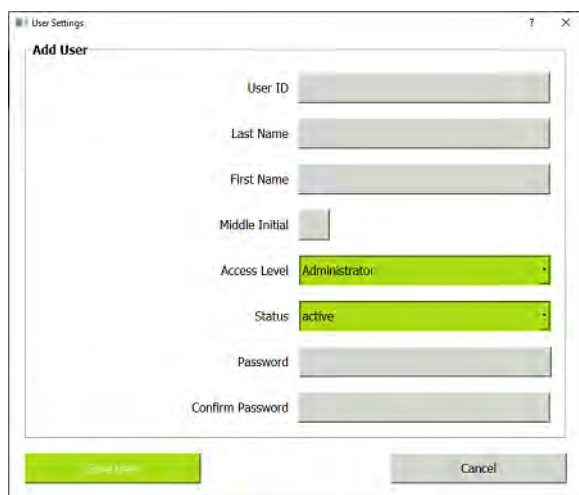 User Settings
?
Add User
User ID
Last Name
First Name
Middle Initial
Access Level Administrator
Status active
Password
Confirm Password
Save User
Cancel